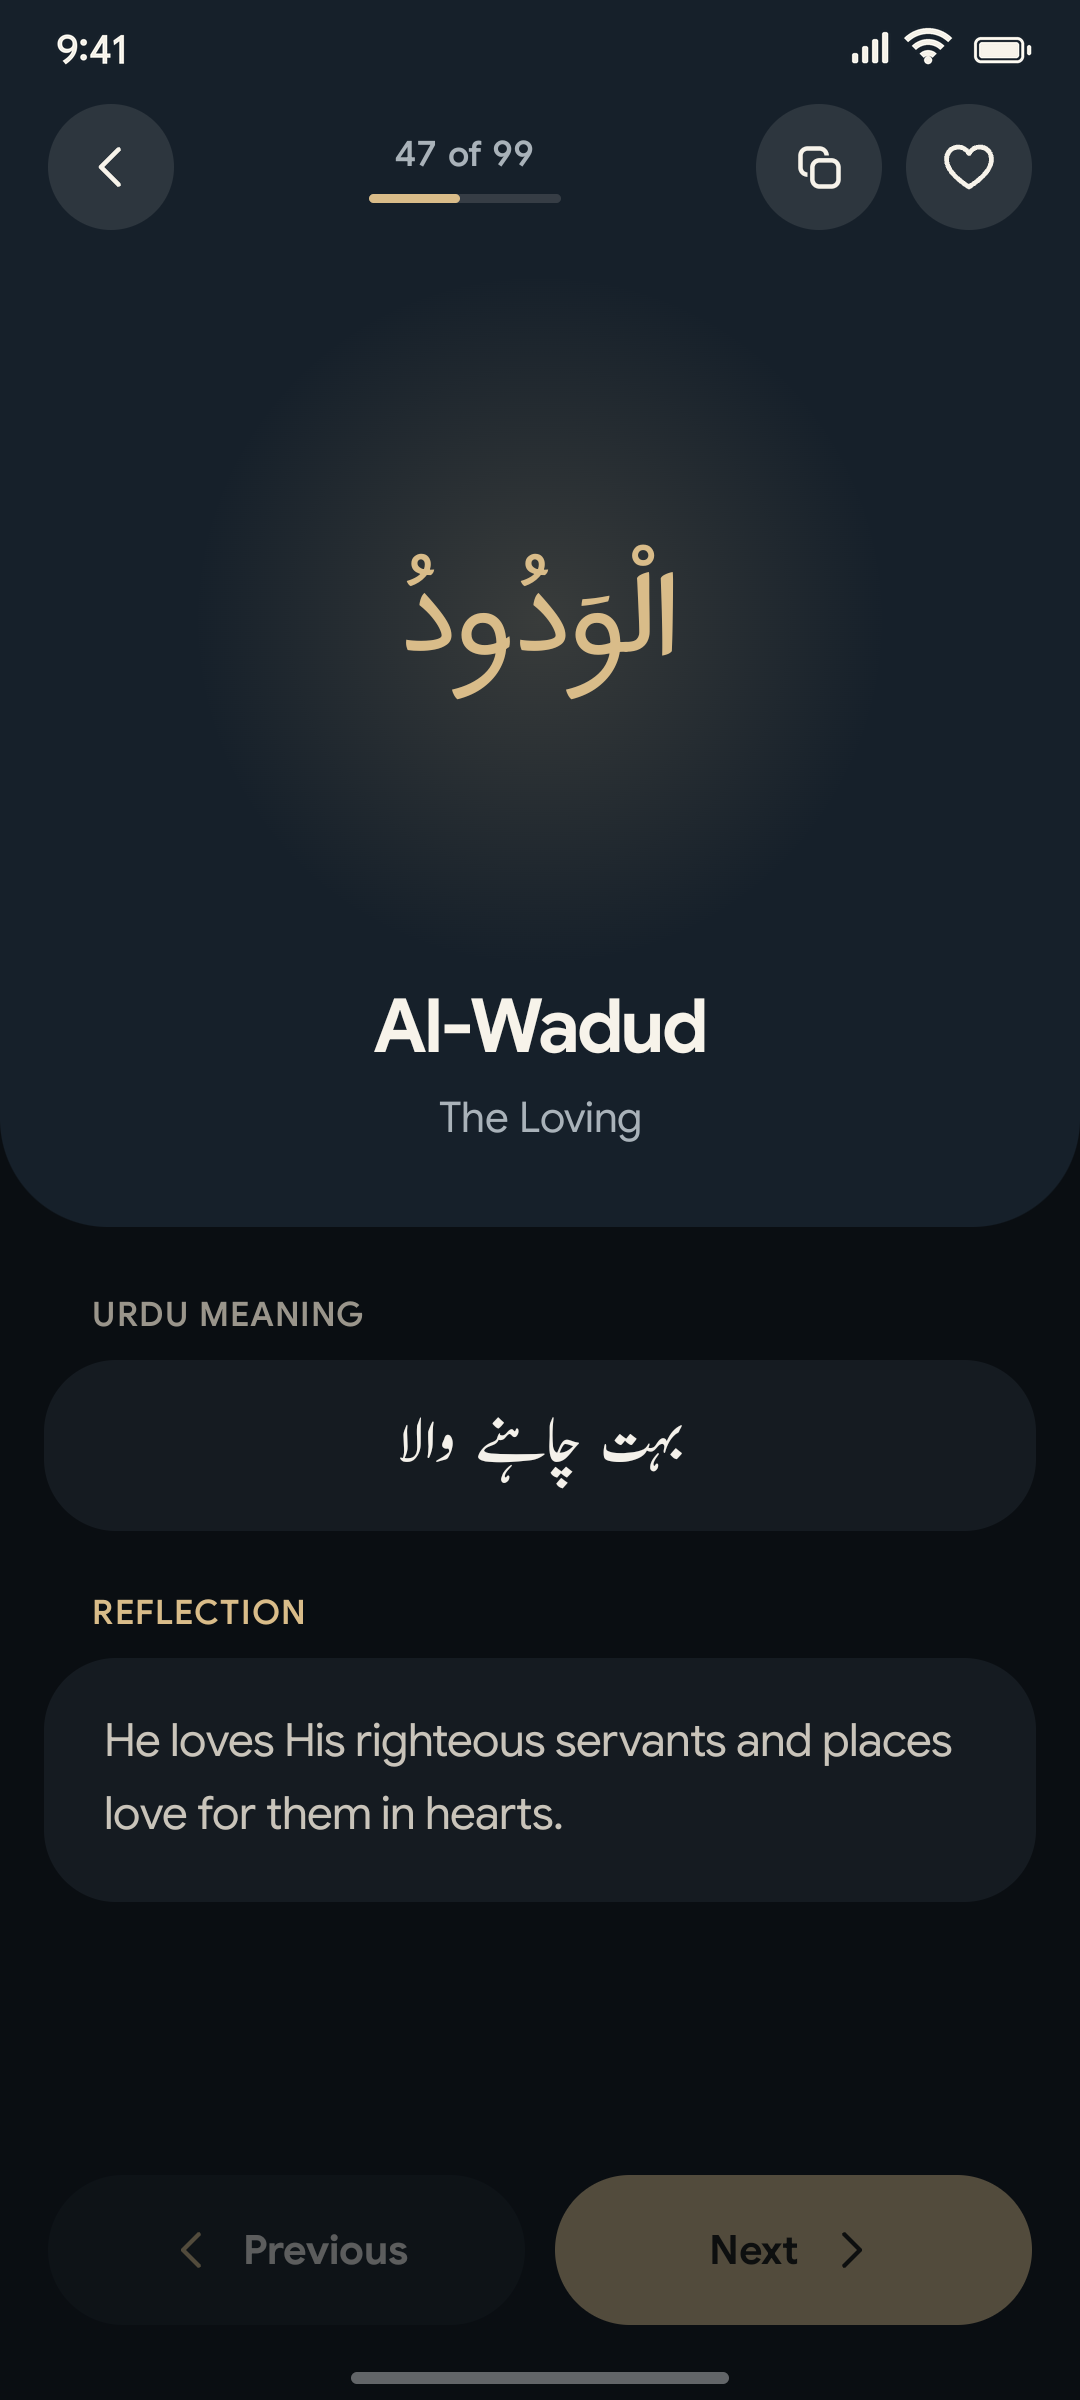 9:41
47 of 99
الْوَدُودُ
Al-Wadud
The Loving
URDU MEANING
بہت چاہنے والا
REFLECTION
He loves His righteous servants and places
love for them in hearts.
Previous
Next